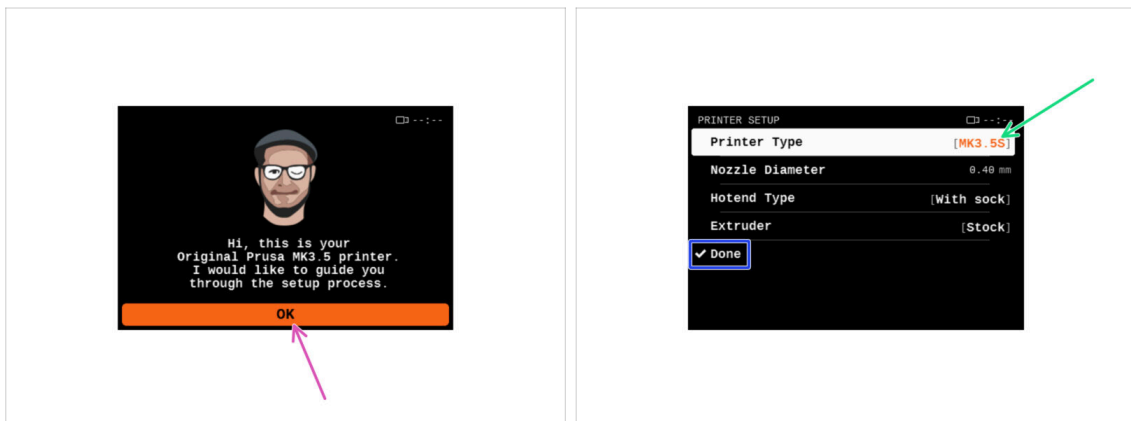 --:--
Hi, this is your
Original Prusa MK3.5 printer.
I would like to guide you
through the setup process.
OK
PRINTER SETUP --:--
Printer Type [MK3.5S]
Nozzle Diameter 0.40 mm
Hotend Type [With sock]
Extruder [Stock]
Done